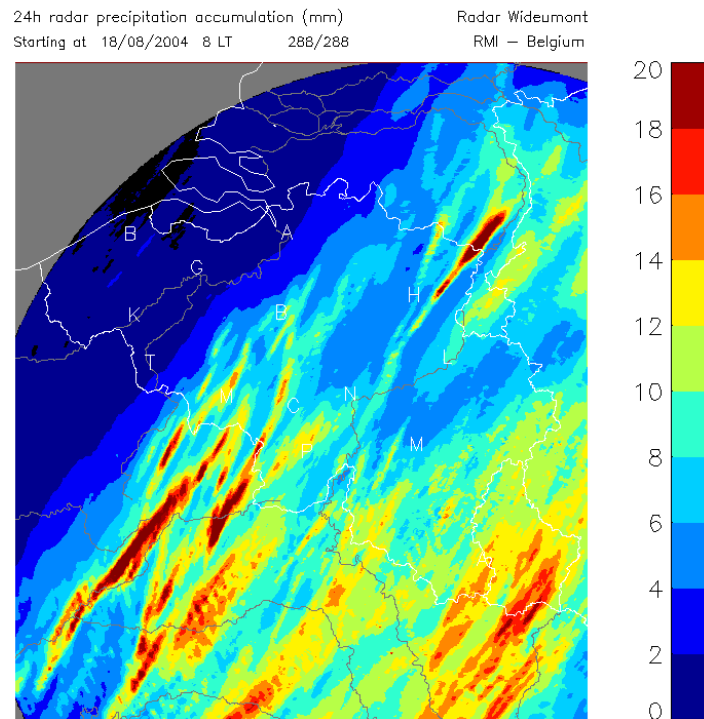 24h radar precipitation accumulation (mm) Radar Wideumont
Starting at 18/08/2004 8 LT 288/288 RMI – Belgium
20
18
16
14
12
10
8
6
4
2
0
B
A
G
K
T
B
H
L
M
C
N
P
M